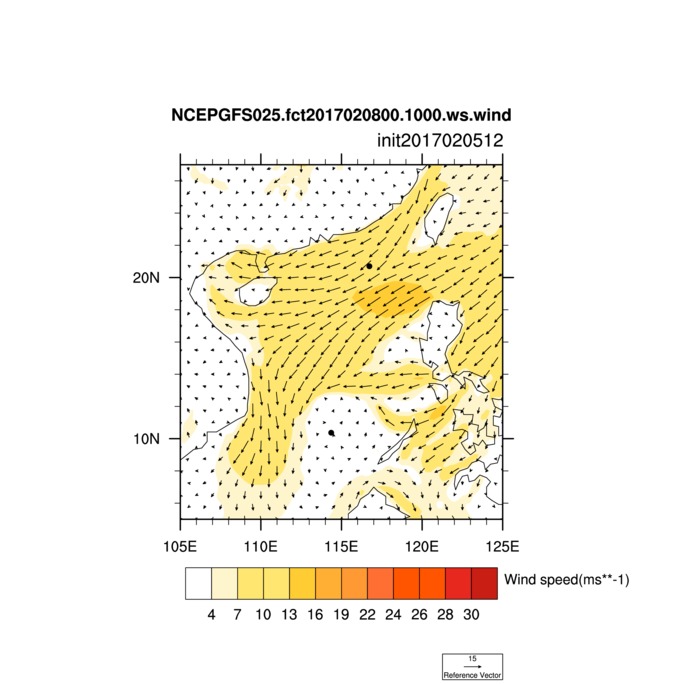 NCEPGFS025.fct2017020800.1000.ws.wind
init2017020512
20N
10N
105E 110E 115E 120E 125E
Wind speed(ms**-1)
4 7 10 13 16 19 22 24 26 28 30
15
Reference Vector